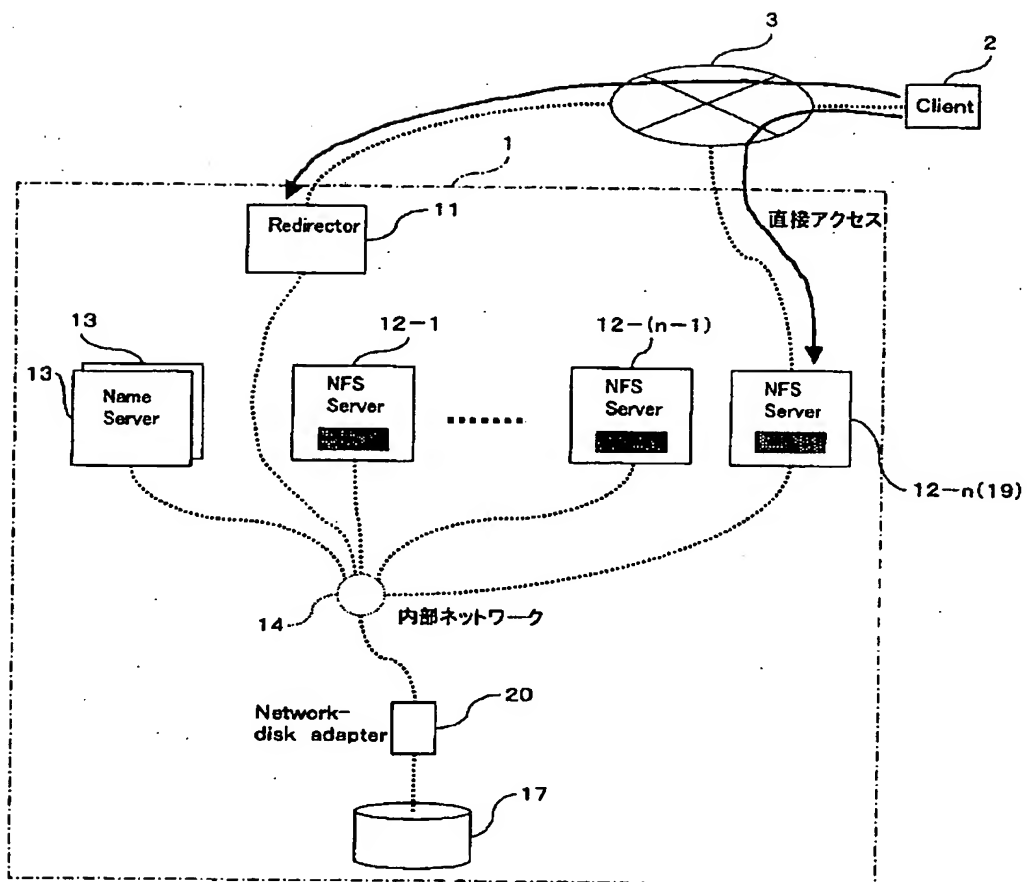 3
2
Client
1
11
Redirector
直接アクセス
13
12-1
12-(n-1)
13
Name
Server
NFS
Server
NFS
Server
NFS
Server
12-n(19)
14
内部ネットワーク
20
Network-
disk adapter
17